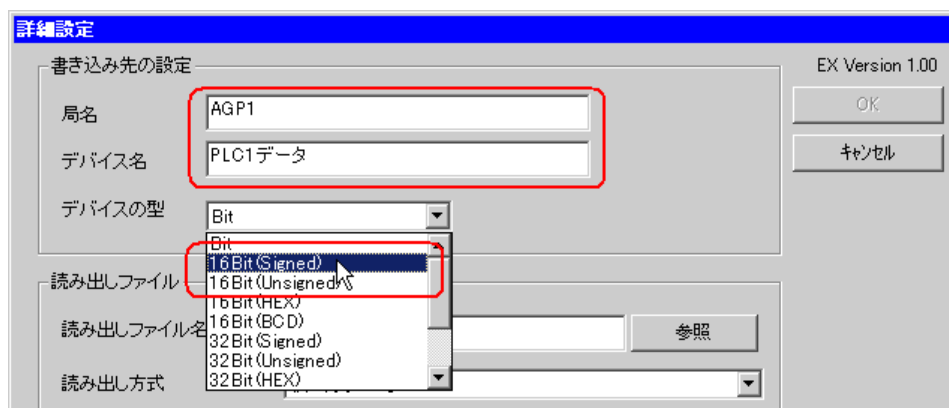 詳細設定
書き込み先の設定
EX Version 1.00
局名
AGP1
OK
デバイス名
PLC1データ
キャンセル
デバイスの型
Bit
Bit
16Bit(Signed)
16Bit(Unsigned)
16Bit(HEX)
16Bit(BCD)
32Bit(Signed)
32Bit(Unsigned)
32Bit(HEX)
読み出しファイル
読み出しファイル名
参照
読み出し方式